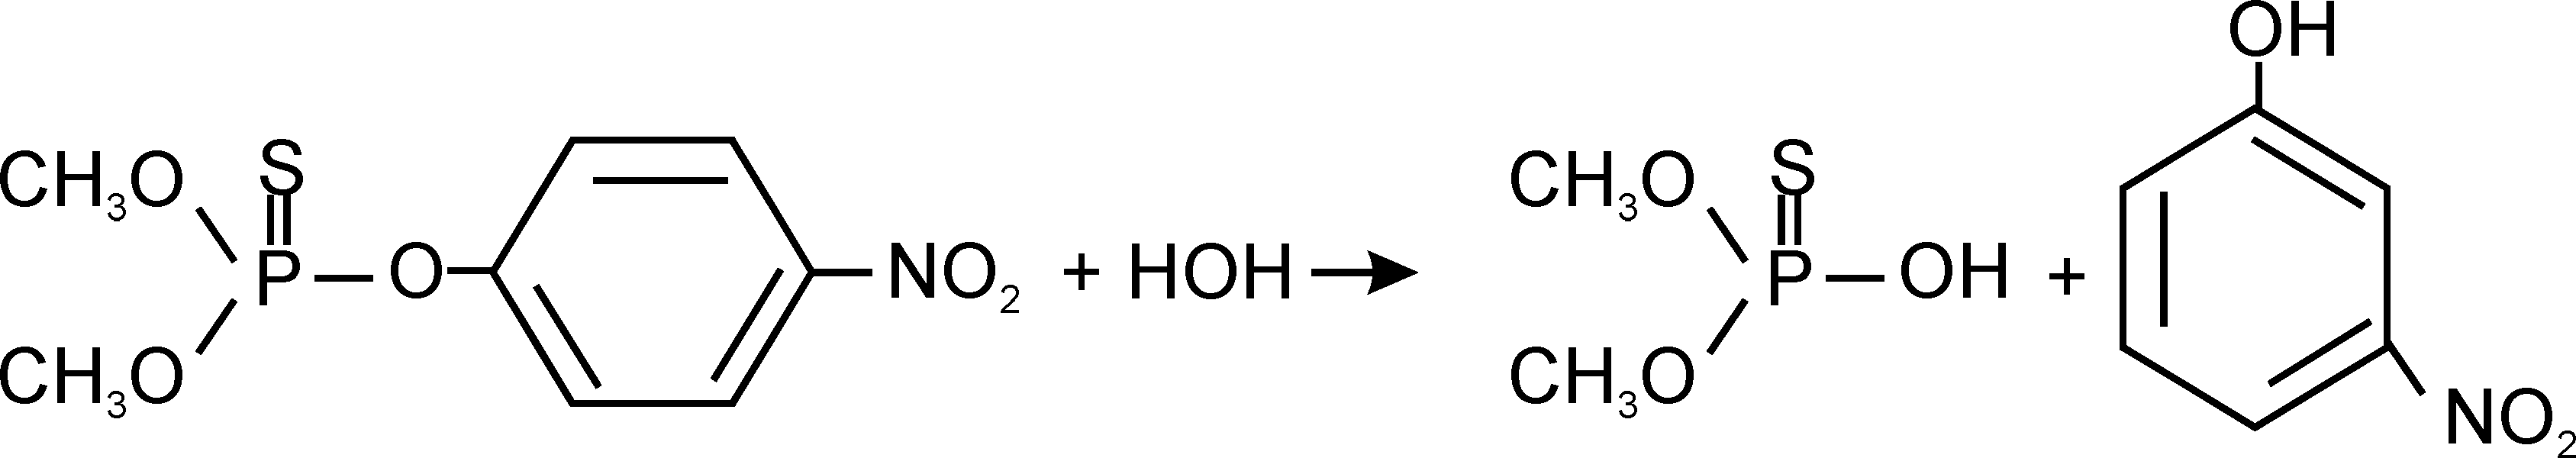 OH
CH₃O S CH₃O S
P O NO₂ + HOH P OH +
CH₃O CH₃O NO₂